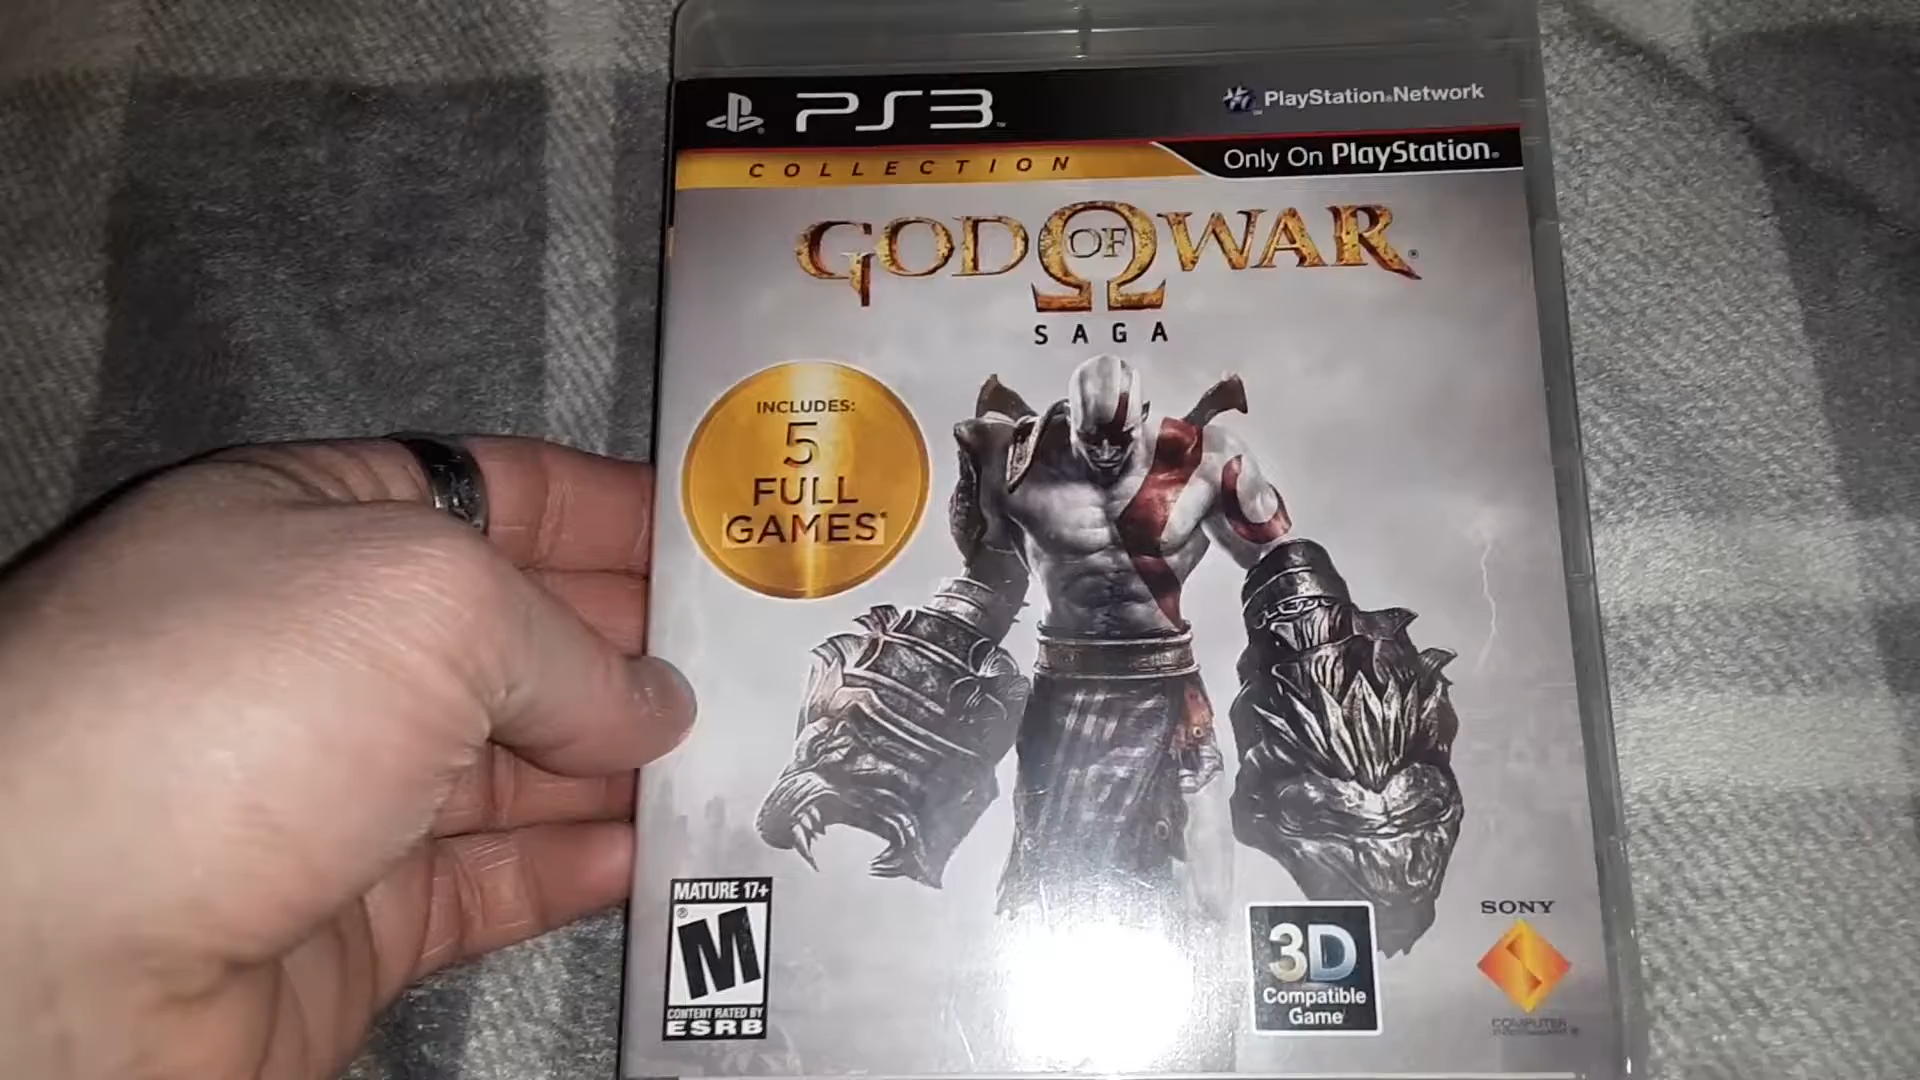 PS3
PlayStation®Network
COLLECTION
Only On PlayStation®
GOD OF WAR®
SAGA
INCLUDES:
5
FULL
GAMES*
MATURE 17+
M
CONTENT RATED BY
ESRB
3D
Compatible
Game
SONY
COMPUTER